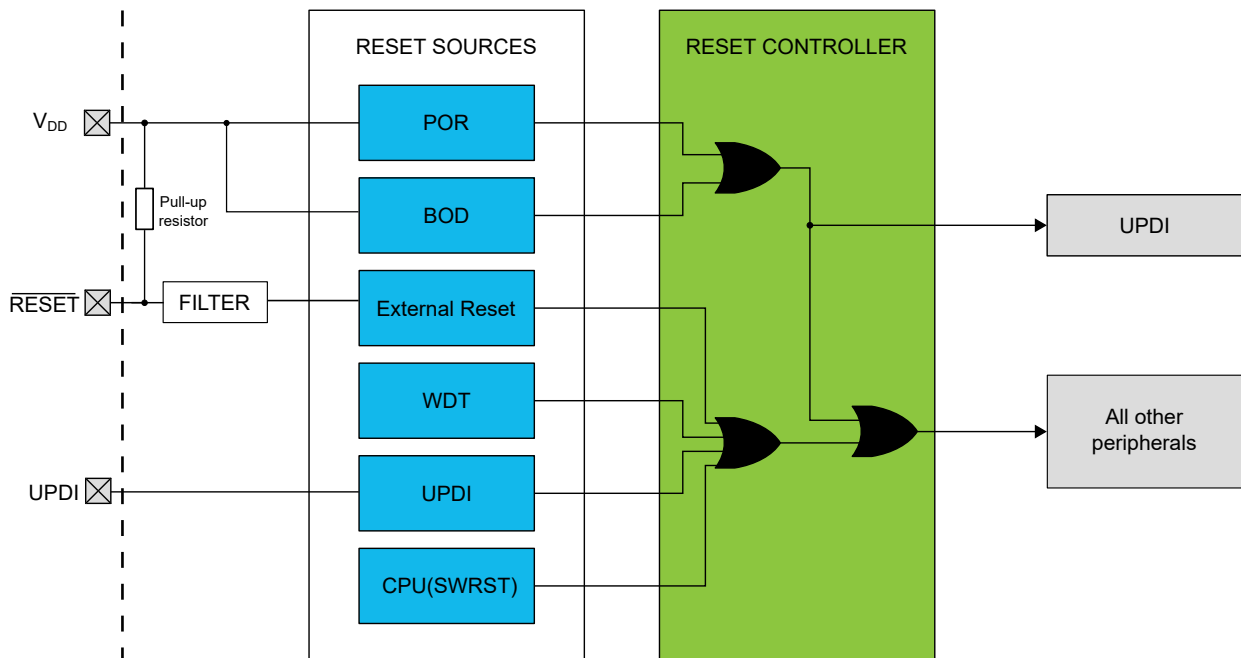 RESET SOURCES
RESET CONTROLLER
VDD
POR
Pull-up
resistor
BOD
UPDI
RESET
FILTER
External Reset
WDT
All other
peripherals
UPDI
UPDI
CPU(SWRST)